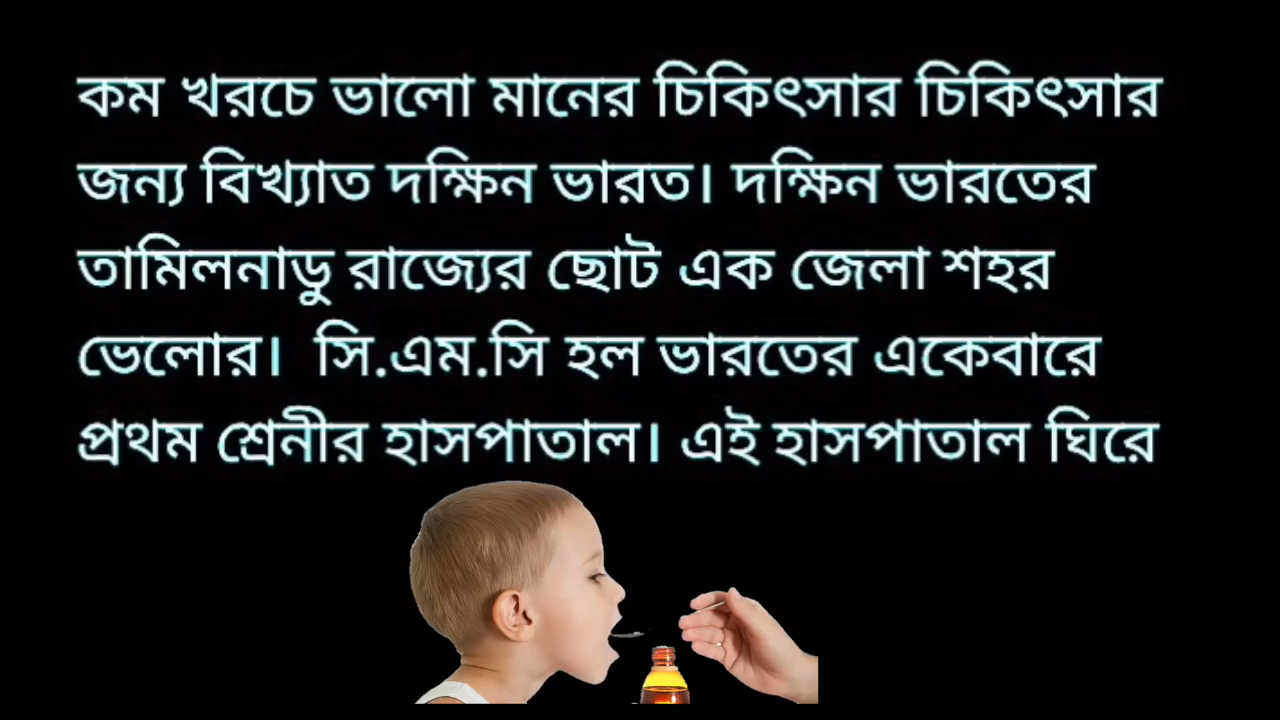 কম খরচে ভালো মানের চিকিৎসার চিকিৎসার
জন্য বিখ্যাত দক্ষিন ভারত। দক্ষিন ভারতের
তামিলনাডু রাজ্যের ছোট এক জেলা শহর
ভেলোর। সি.এম.সি হল ভারতের একেবারে
প্রথম শ্রেনীর হাসপাতাল। এই হাসপাতাল ঘিরে